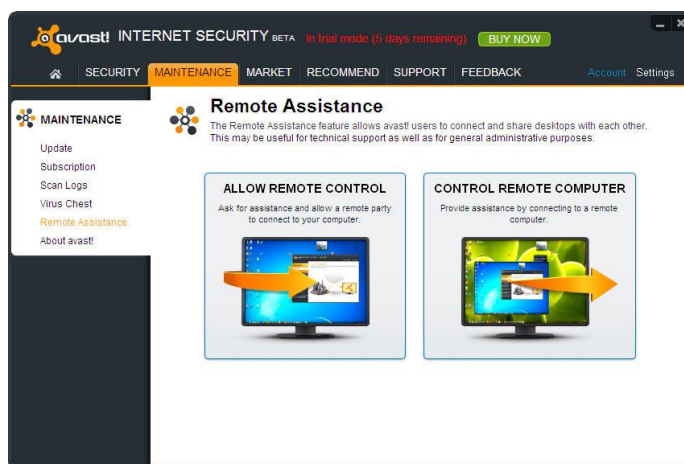 avast! INTERNET SECURITY BETA In trial mode (5 days remaining) BUY NOW
SECURITY MAINTENANCE MARKET RECOMMEND SUPPORT FEEDBACK Account Settings
MAINTENANCE
Update
Subscription
Scan Logs
Virus Chest
Remote Assistance
About avast!
Remote Assistance
The Remote Assistance feature allows avast! users to connect and share desktops with each other.
This may be useful for technical support as well as for general administrative purposes.
ALLOW REMOTE CONTROL
Ask for assistance and allow a remote party
to connect to your computer.
CONTROL REMOTE COMPUTER
Provide assistance by connecting to a remote
computer.